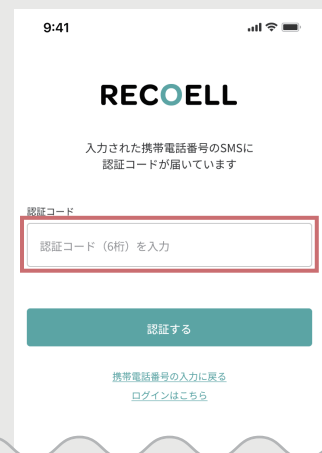 9:41
RECOELL
入力された携帯電話番号のSMSに
認証コードが届いています
認証コード
認証コード（6桁）を入力
認証する
携帯電話番号の入力に戻る
ログインはこちら